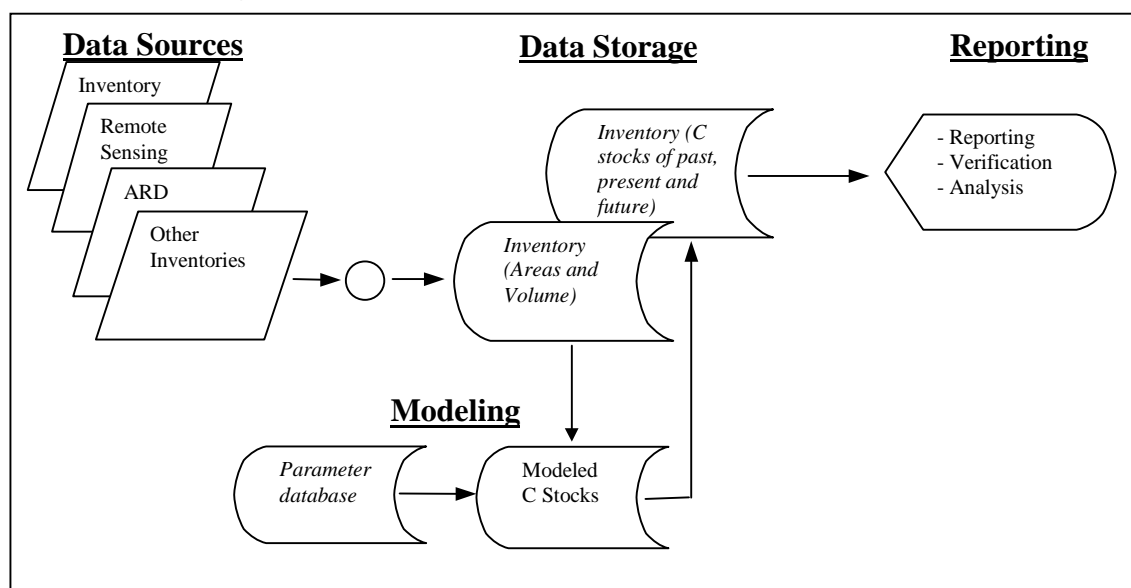 Data Sources
Data Storage
Reporting
Inventory
Remote
Sensing
ARD
Other
Inventories
Inventory (C
stocks of past,
present and
future)
Inventory
(Areas and
Volume)
- Reporting
- Verification
- Analysis
Modeling
Parameter
database
Modeled
C Stocks